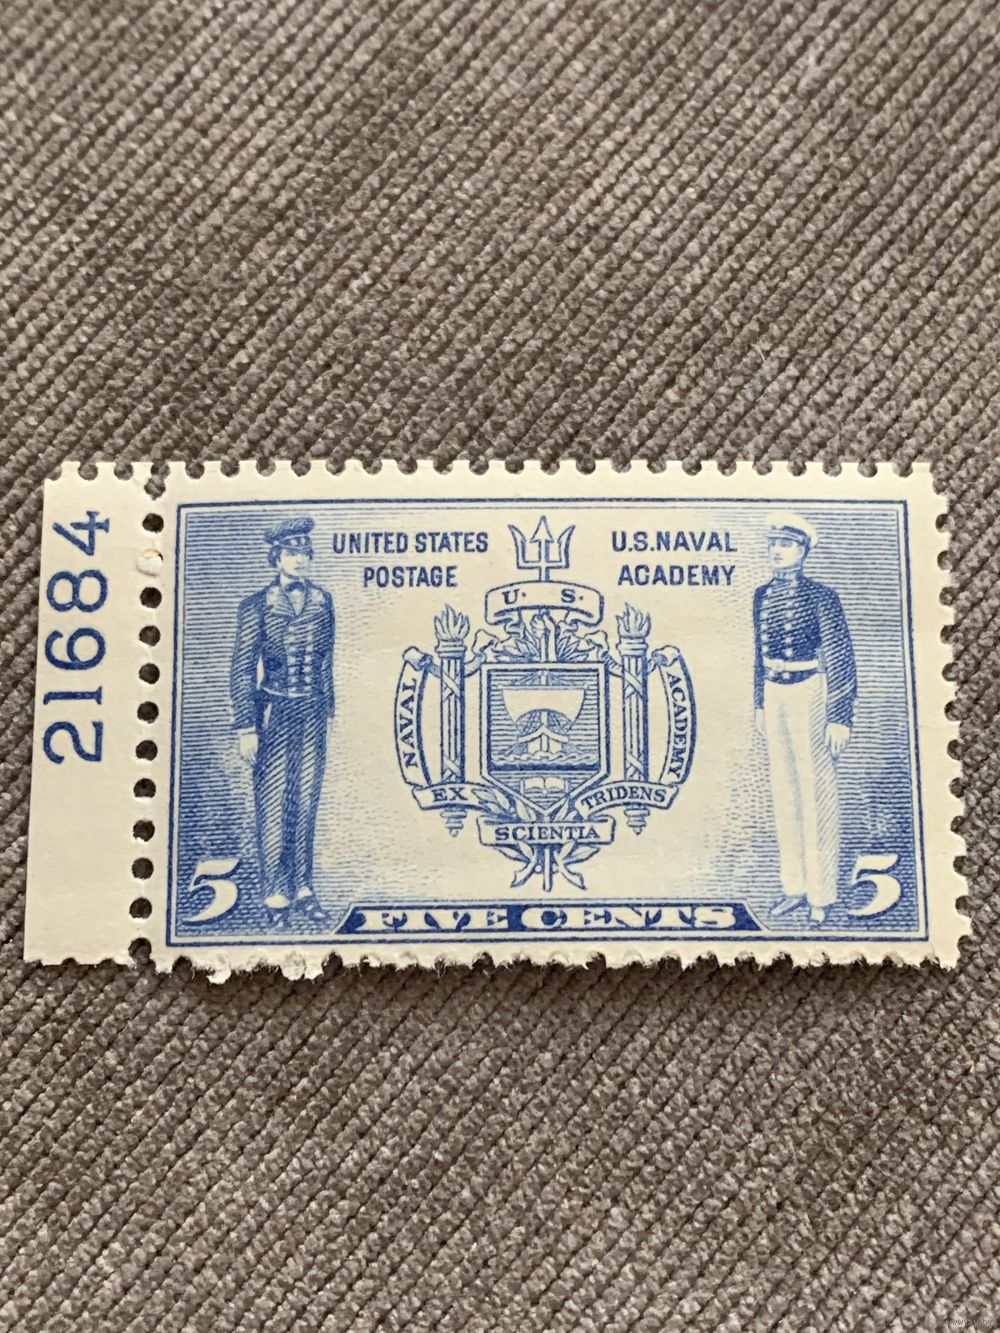 21684
UNITED STATES
POSTAGE
U.S.NAVAL
ACADEMY
U. S.
NAVAL
ACADEMY
EX
TRIDENS
SCIENTIA
5
5
FIVE CENTS